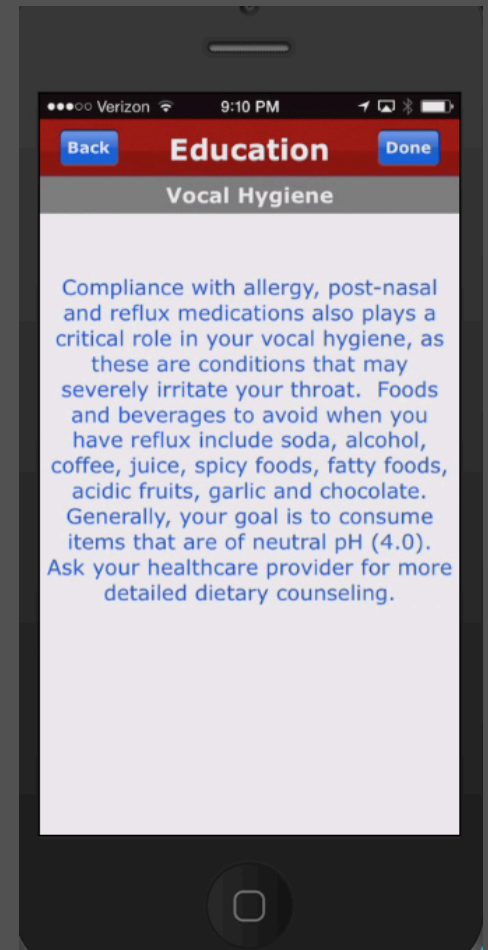 ●●●○○ Verizon 9:10 PM
Back Education Done
Vocal Hygiene
Compliance with allergy, post-nasal
and reflux medications also plays a
critical role in your vocal hygiene, as
these are conditions that may
severely irritate your throat.  Foods
and beverages to avoid when you
have reflux include soda, alcohol,
coffee, juice, spicy foods, fatty foods,
acidic fruits, garlic and chocolate.
Generally, your goal is to consume
items that are of neutral pH (4.0).
Ask your healthcare provider for more
detailed dietary counseling.